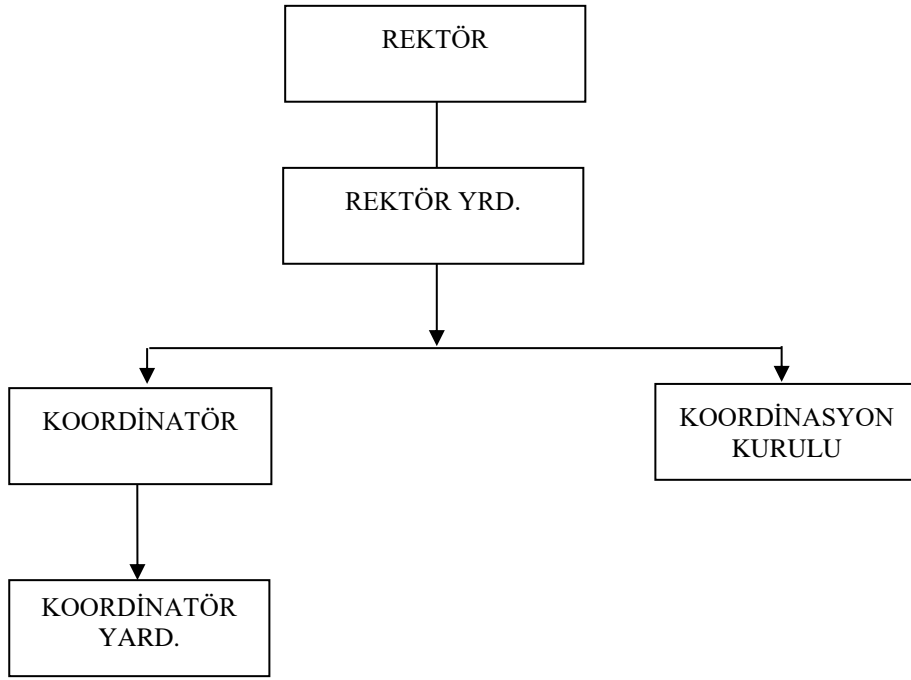 REKTÖR
REKTÖR YRD.
KOORDİNATÖR
KOORDİNASYON
KURULU
KOORDİNATÖR
YARD.